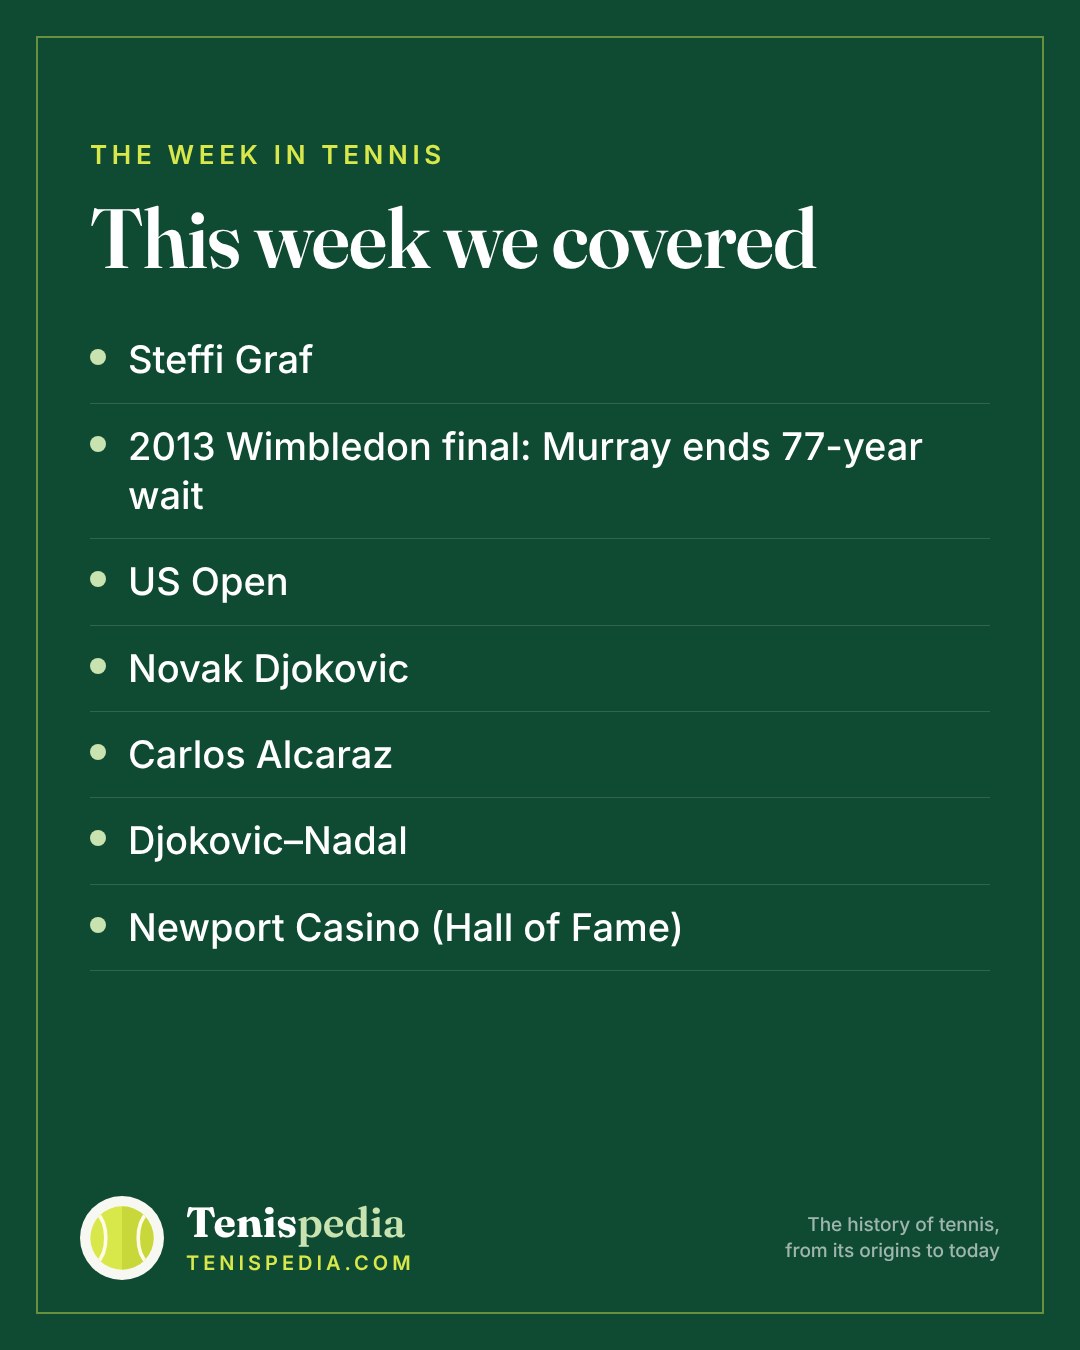 THE WEEK IN TENNIS
This week we covered
Steffi Graf
2013 Wimbledon final: Murray ends 77-year
wait
US Open
Novak Djokovic
Carlos Alcaraz
Djokovic–Nadal
Newport Casino (Hall of Fame)
Tenispedia
TENISPEDIA.COM
The history of tennis,
from its origins to today